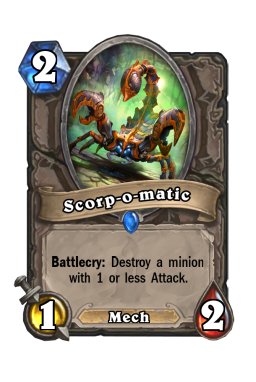 2
Scorp-o-matic
Battlecry: Destroy a minion
with 1 or less Attack.
1
Mech
2